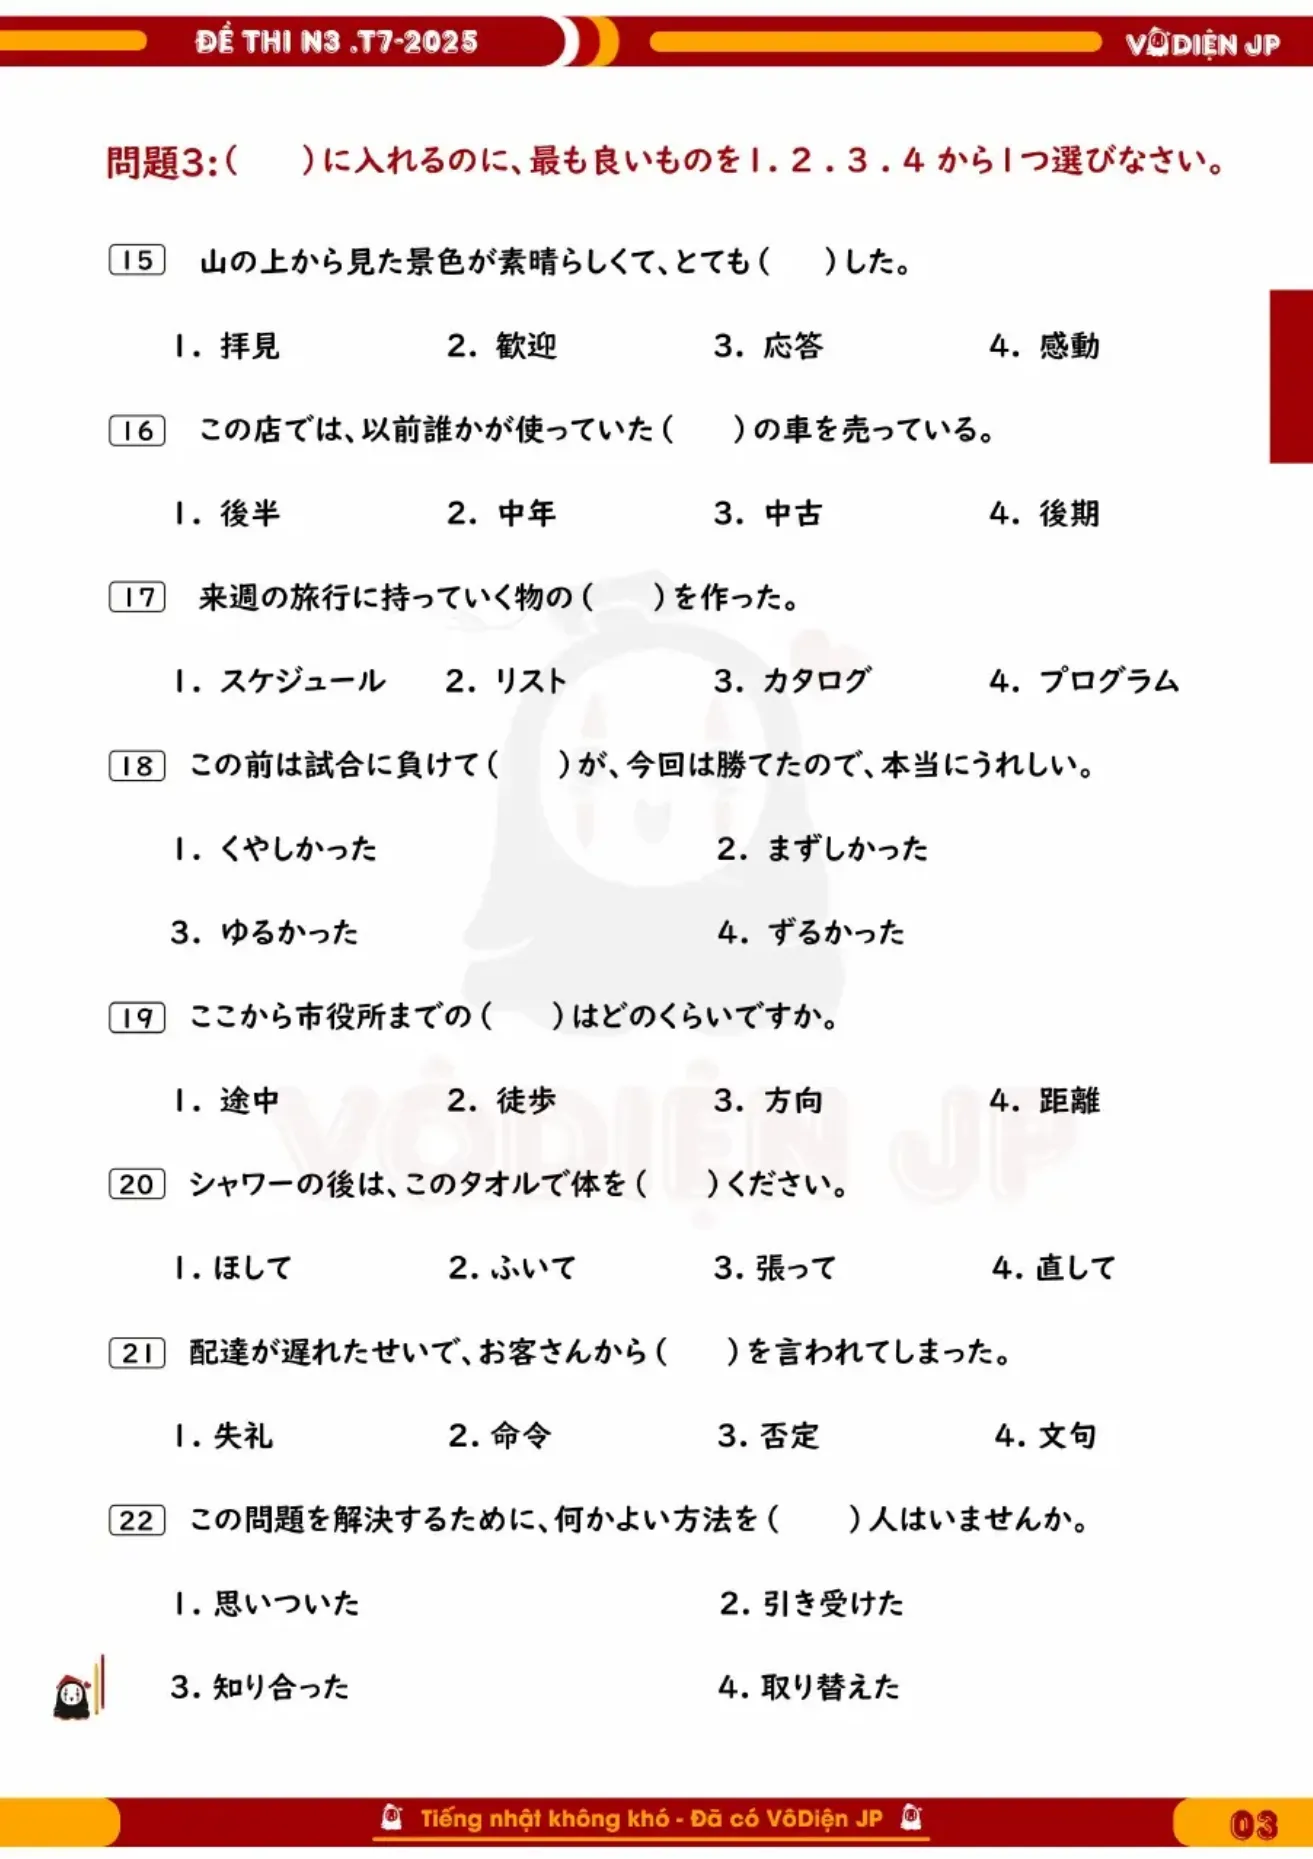 ĐỀ THI N3 .T7-2025
VÔDIỆN JP
問題3:(　　)に入れるのに、最も良いものを1. 2 . 3 . 4 から1つ選びなさい。
15 山の上から見た景色が素晴らしくて、とても(　　)した。
1. 拝見 2. 歓迎 3. 応答 4. 感動
16 この店では、以前誰かが使っていた(　　)の車を売っている。
1. 後半 2. 中年 3. 中古 4. 後期
17 来週の旅行に持っていく物の(　　)を作った。
1. スケジュール 2. リスト 3. カタログ 4. プログラム
18 この前は試合に負けて(　　)が、今回は勝てたので、本当にうれしい。
1. くやしかった 2. まずしかった
3. ゆるかった 4. ずるかった
19 ここから市役所までの(　　)はどのくらいですか。
1. 途中 2. 徒歩 3. 方向 4. 距離
VÔDIỆN JP
20 シャワーの後は、このタオルで体を(　　)ください。
1. ほして 2. ふいて 3. 張って 4. 直して
21 配達が遅れたせいで、お客さんから(　　)を言われてしまった。
1. 失礼 2. 命令 3. 否定 4. 文句
22 この問題を解決するために、何かよい方法を(　　)人はいませんか。
1. 思いついた 2. 引き受けた
3. 知り合った 4. 取り替えた
Tiếng nhật không khó - Đã có VôDiện JP
03